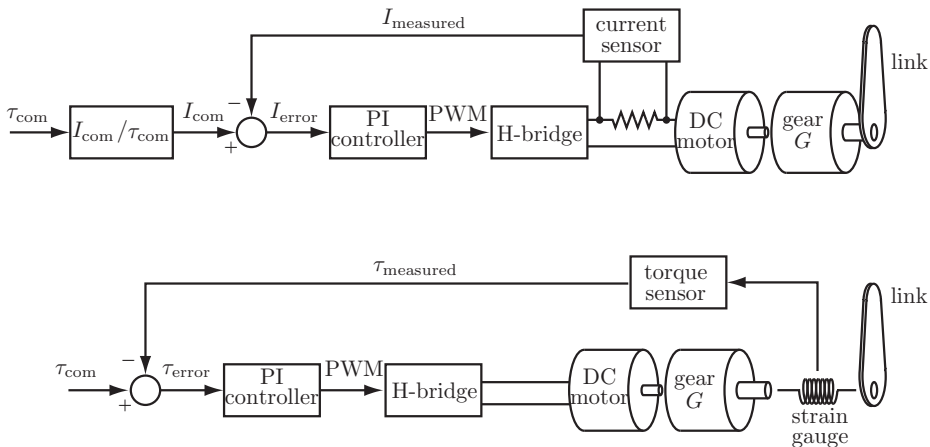 I_measured
current
sensor
link
τ_com
I_com/τ_com
I_com
−
+
I_error
PI
controller
PWM
H-bridge
DC
motor
gear
G
τ_measured
torque
sensor
link
τ_com
−
+
τ_error
PI
controller
PWM
H-bridge
DC
motor
gear
G
strain
gauge